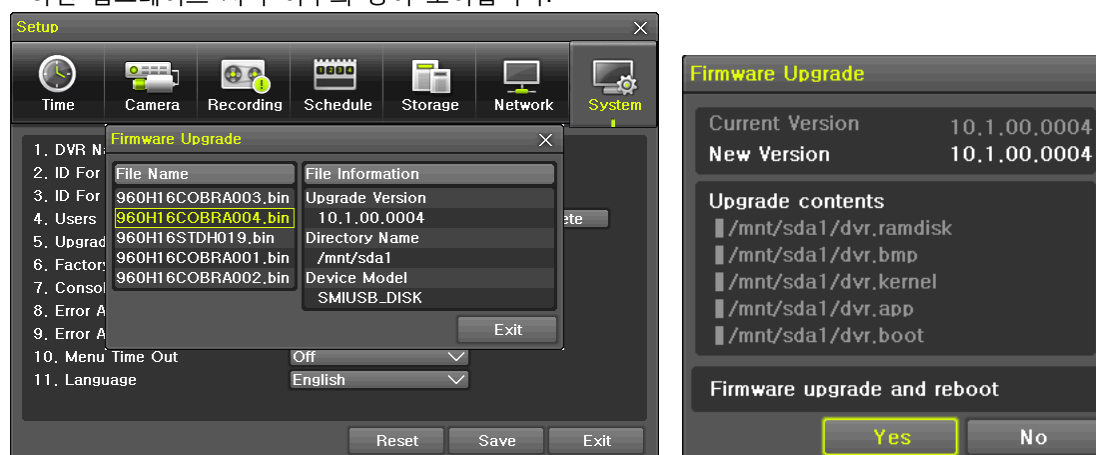 Setup
Time Camera Recording Schedule Storage Network System
1. DVR N
2. ID For
3. ID For
4. Users
5. Upgrad
6. Factor
7. Consol
8. Error A
9. Error A
10. Menu Time Out Off
11. Language English
ete
Reset Save Exit
Firmware Upgrade
File Name
960H16COBRA003.bin
960H16COBRA004.bin
960H16STDH019.bin
960H16COBRA001.bin
960H16COBRA002.bin
File Information
Upgrade Version
10.1.00.0004
Directory Name
/mnt/sda1
Device Model
SMIUSB_DISK
Exit
Firmware Upgrade
Current Version 10.1.00.0004
New Version 10.1.00.0004
Upgrade contents
/mnt/sda1/dvr.ramdisk
/mnt/sda1/dvr.bmp
/mnt/sda1/dvr.kernel
/mnt/sda1/dvr.app
/mnt/sda1/dvr.boot
Firmware upgrade and reboot
Yes No